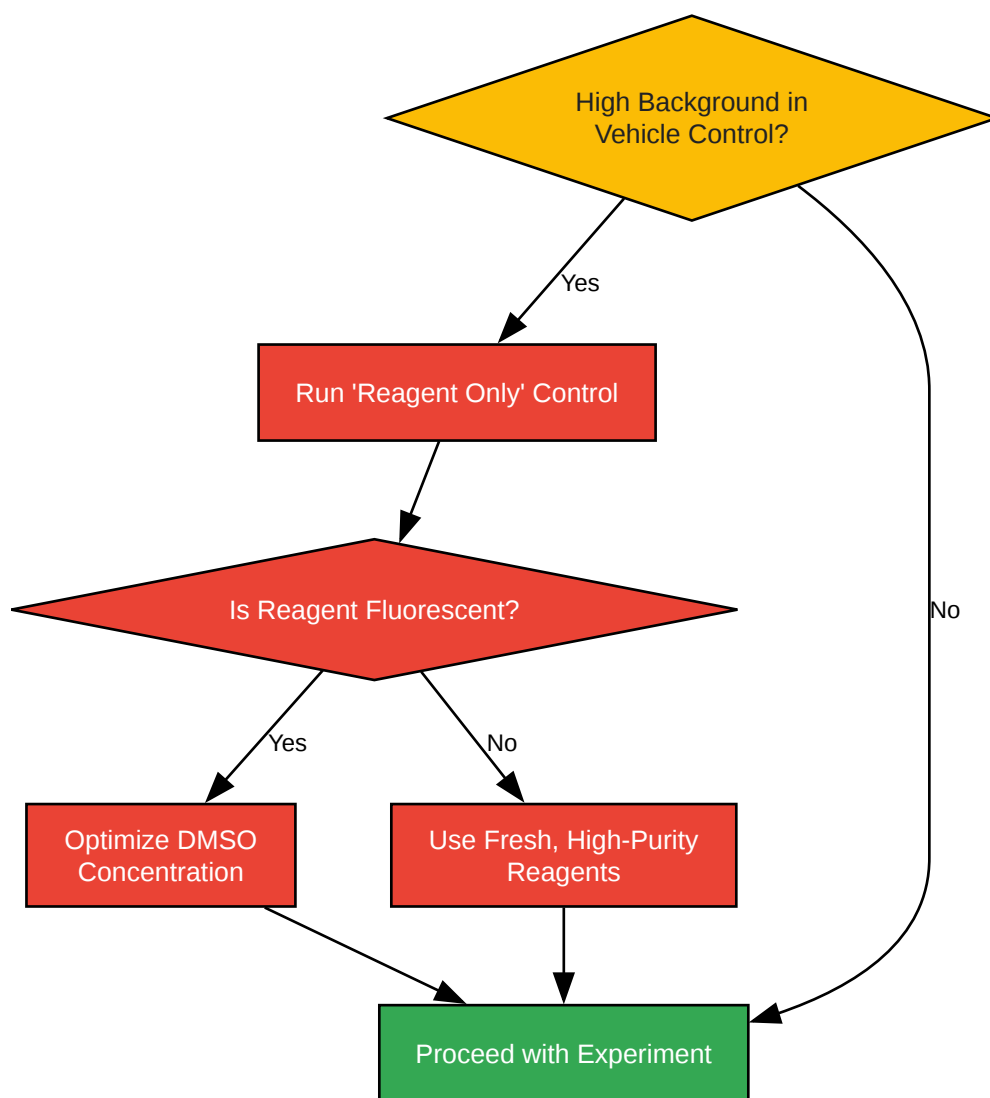 High Background in
Vehicle Control?
Yes
Run 'Reagent Only' Control
Is Reagent Fluorescent?
No
Yes
No
Optimize DMSO
Concentration
Use Fresh, High-Purity
Reagents
Proceed with Experiment